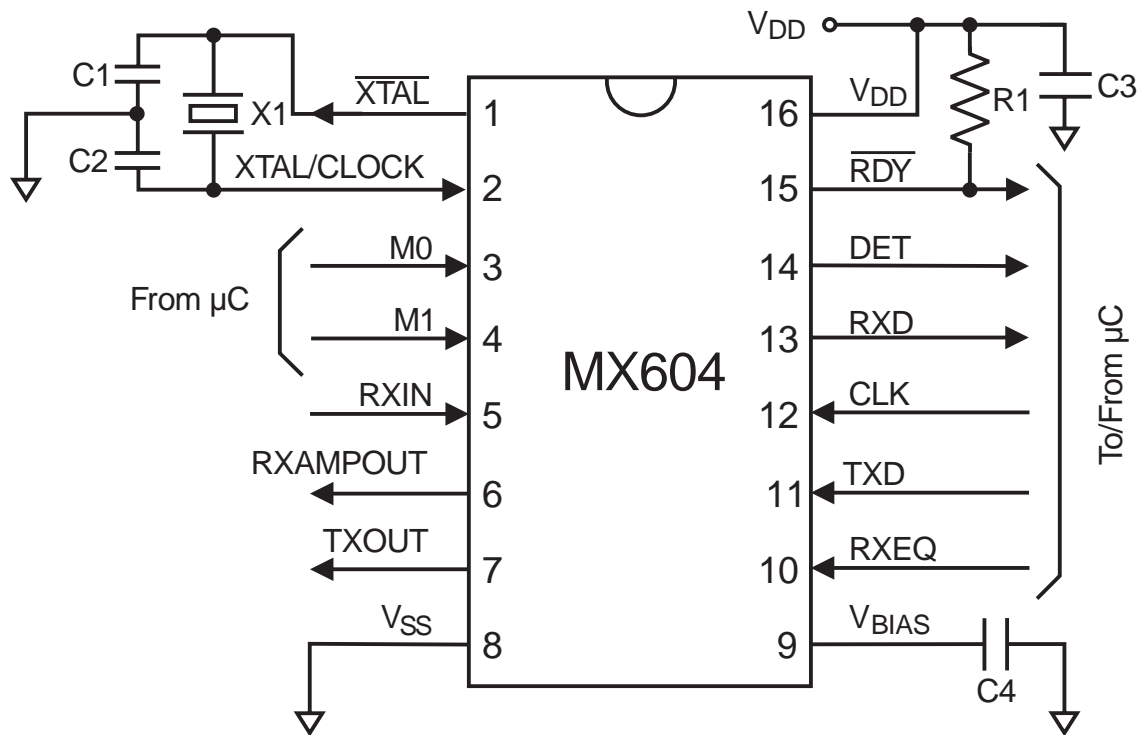 VDD
C1
XTAL
1
16
VDD
R1
C3
X1
C2
XTAL/CLOCK
2
15
RDY
M0
3
14
DET
From µC
M1
4
13
RXD
MX604
To/From µC
RXIN
5
12
CLK
RXAMPOUT
6
11
TXD
TXOUT
7
10
RXEQ
VSS
8
9
VBIAS
C4